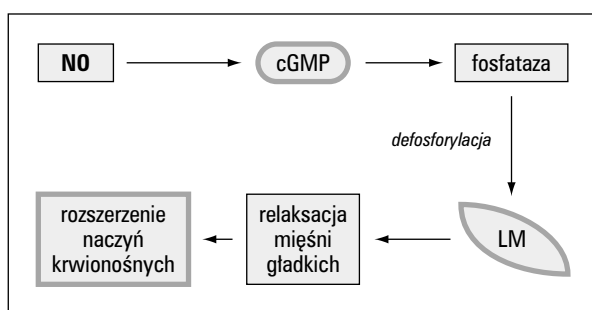 NO
cGMP
fosfataza
defosforylacja
LM
relaksacja
mięśni
gładkich
rozszerzenie
naczyń
krwionośnych